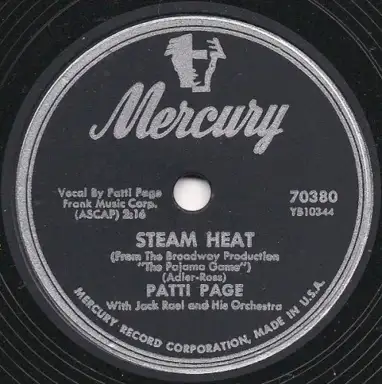 Mercury
Vocal By Patti Page
Frank Music Corp.
(ASCAP) 2:16
70380
YB10344
STEAM HEAT
(From The Broadway Production
"The Pajama Game")
(Adler-Ross)
PATTI PAGE
With Jack Rael and His Orchestra
MERCURY RECORD CORPORATION, MADE IN U.S.A.